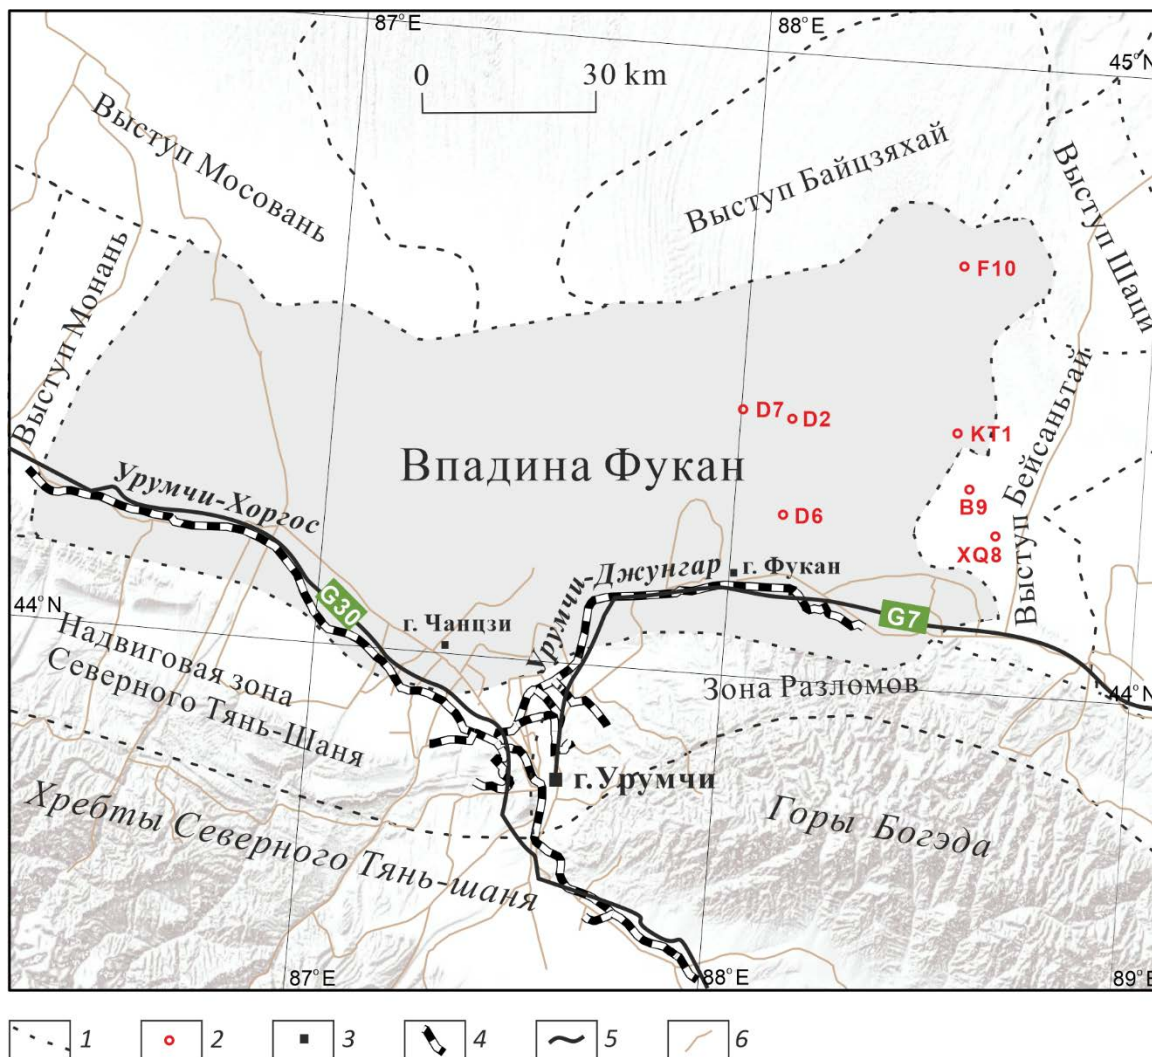 87°E
88°E
45°N
0 30 km
Выступ Мосовань
Выступ Байцзяхай
Выступ Шаци
Выступ Монань
F10
D7
D2
KT1
Впадина Фукан
Выступ Бейсаньтай
Урумчи-Хоргос
B9
D6
XQ8
Урумчи-Джунгар
г. Фукан
G30
G7
44°N
г. Чанцзи
Надвиговая зона
Северного Тянь-Шаня
Зона Разломов
44°N
г.Урумчи
Хребты Северного Тянь-шаня
Горы Богэда
87°E
88°E
89°E
1 2 3 4 5 6